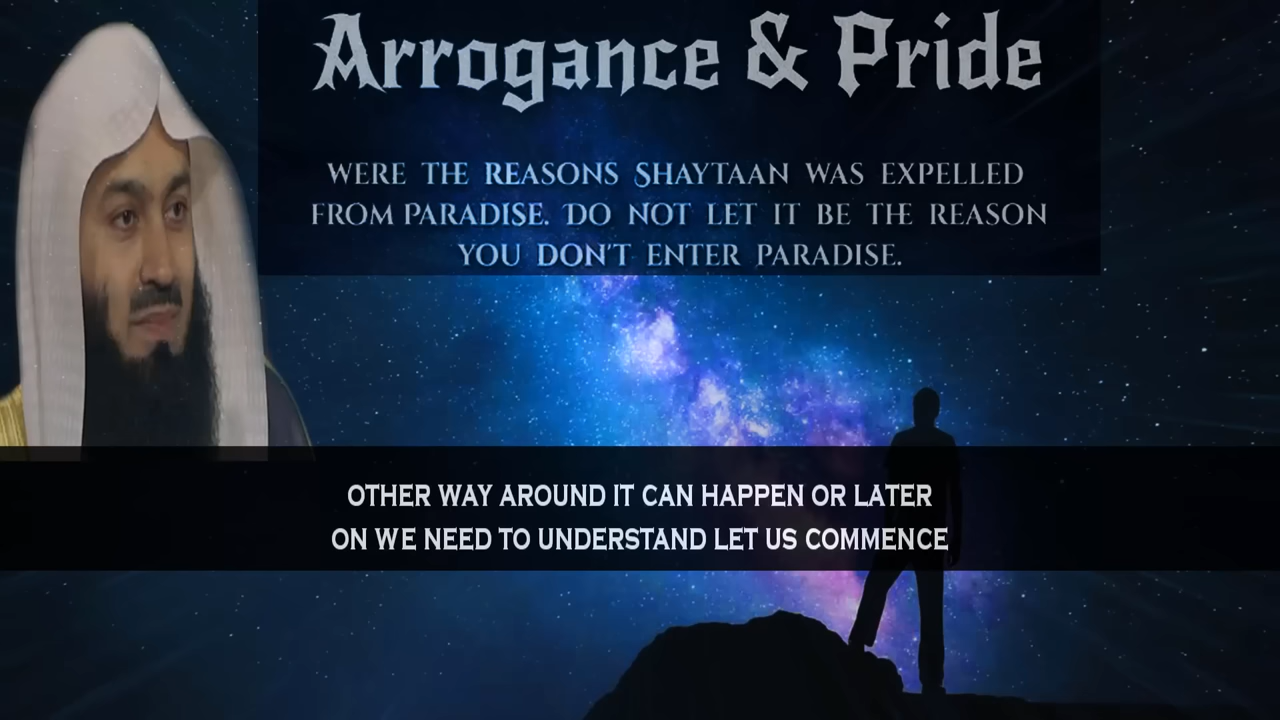 Arrogance & Pride
WERE THE REASONS SHAYTAAN WAS EXPELLED
FROM PARADISE. DO NOT LET IT BE THE REASON
YOU DON'T ENTER PARADISE.
OTHER WAY AROUND IT CAN HAPPEN OR LATER
ON WE NEED TO UNDERSTAND LET US COMMENCE